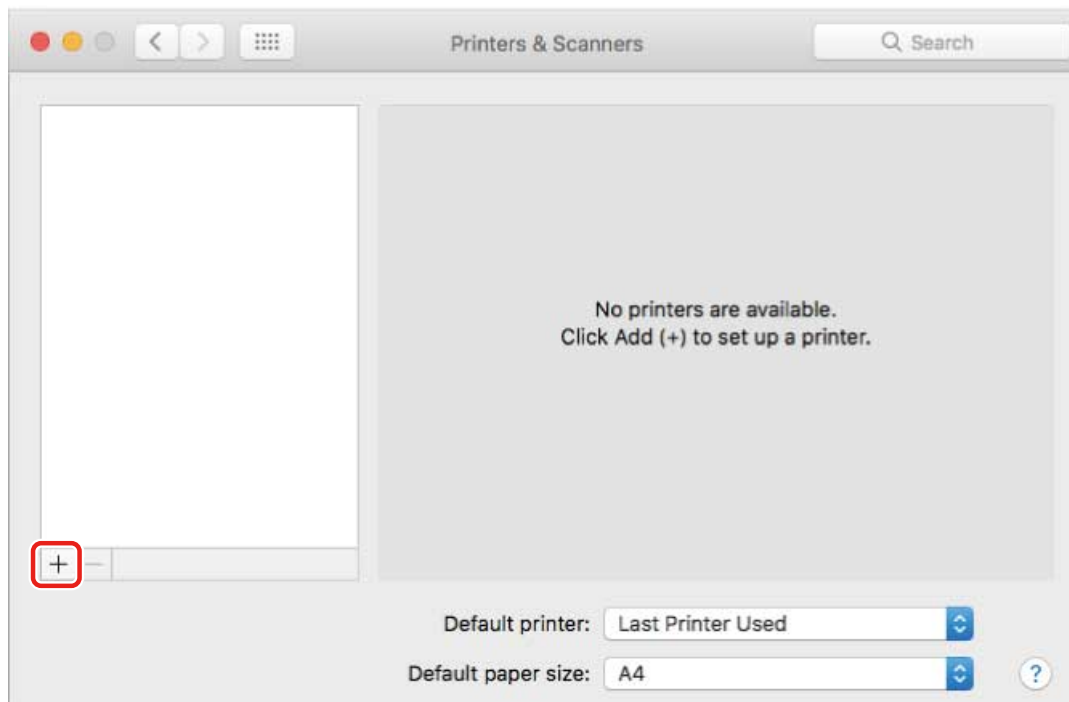 Printers & Scanners
Search
No printers are available.
Click Add (+) to set up a printer.
+ −
Default printer: Last Printer Used
Default paper size: A4
?